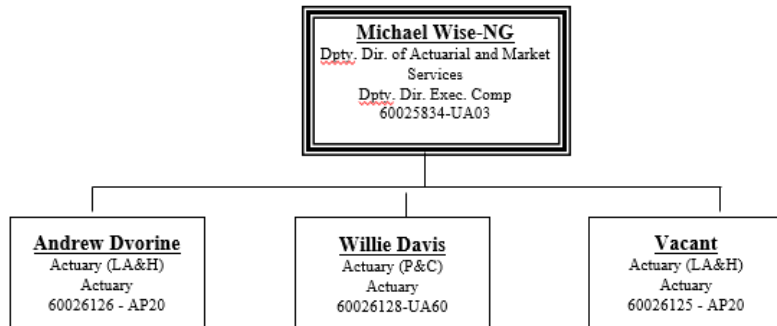 Michael Wise-NG
Dpty. Dir. of Actuarial and Market
Services
Dpty. Dir. Exec. Comp
60025834-UA03
Andrew Dvorine
Actuary (LA&H)
Actuary
60026126 - AP20
Willie Davis
Actuary (P&C)
Actuary
60026128-UA60
Vacant
Actuary (LA&H)
Actuary
60026125 - AP20